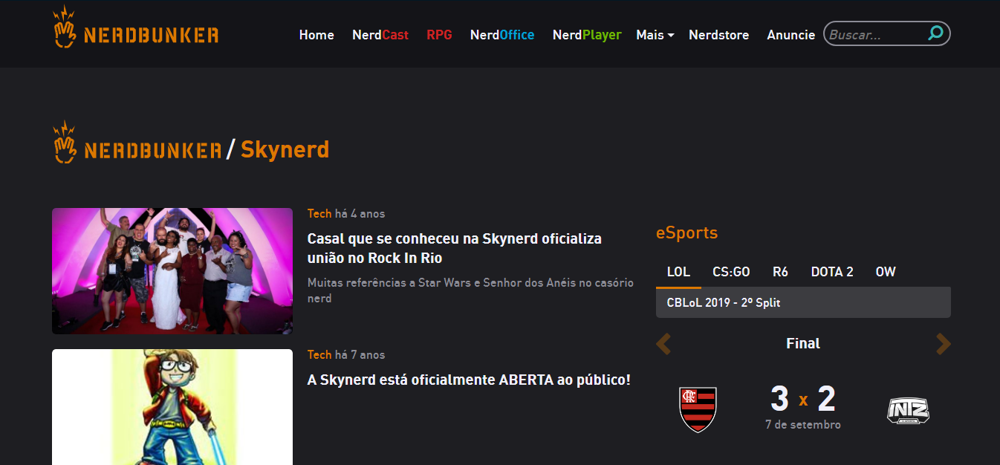 NERDBUNKER
Home NerdCast RPG NerdOffice NerdPlayer Mais Nerdstore Anuncie Buscar...
NERDBUNKER / Skynerd
Tech há 4 anos
Casal que se conheceu na Skynerd oficializa
união no Rock In Rio
Muitas referências a Star Wars e Senhor dos Anéis no casório
nerd
Tech há 7 anos
A Skynerd está oficialmente ABERTA ao público!
eSports
LOL CS:GO R6 DOTA 2 OW
CBLoL 2019 - 2º Split
Final
3 x 2
7 de setembro
INTZ